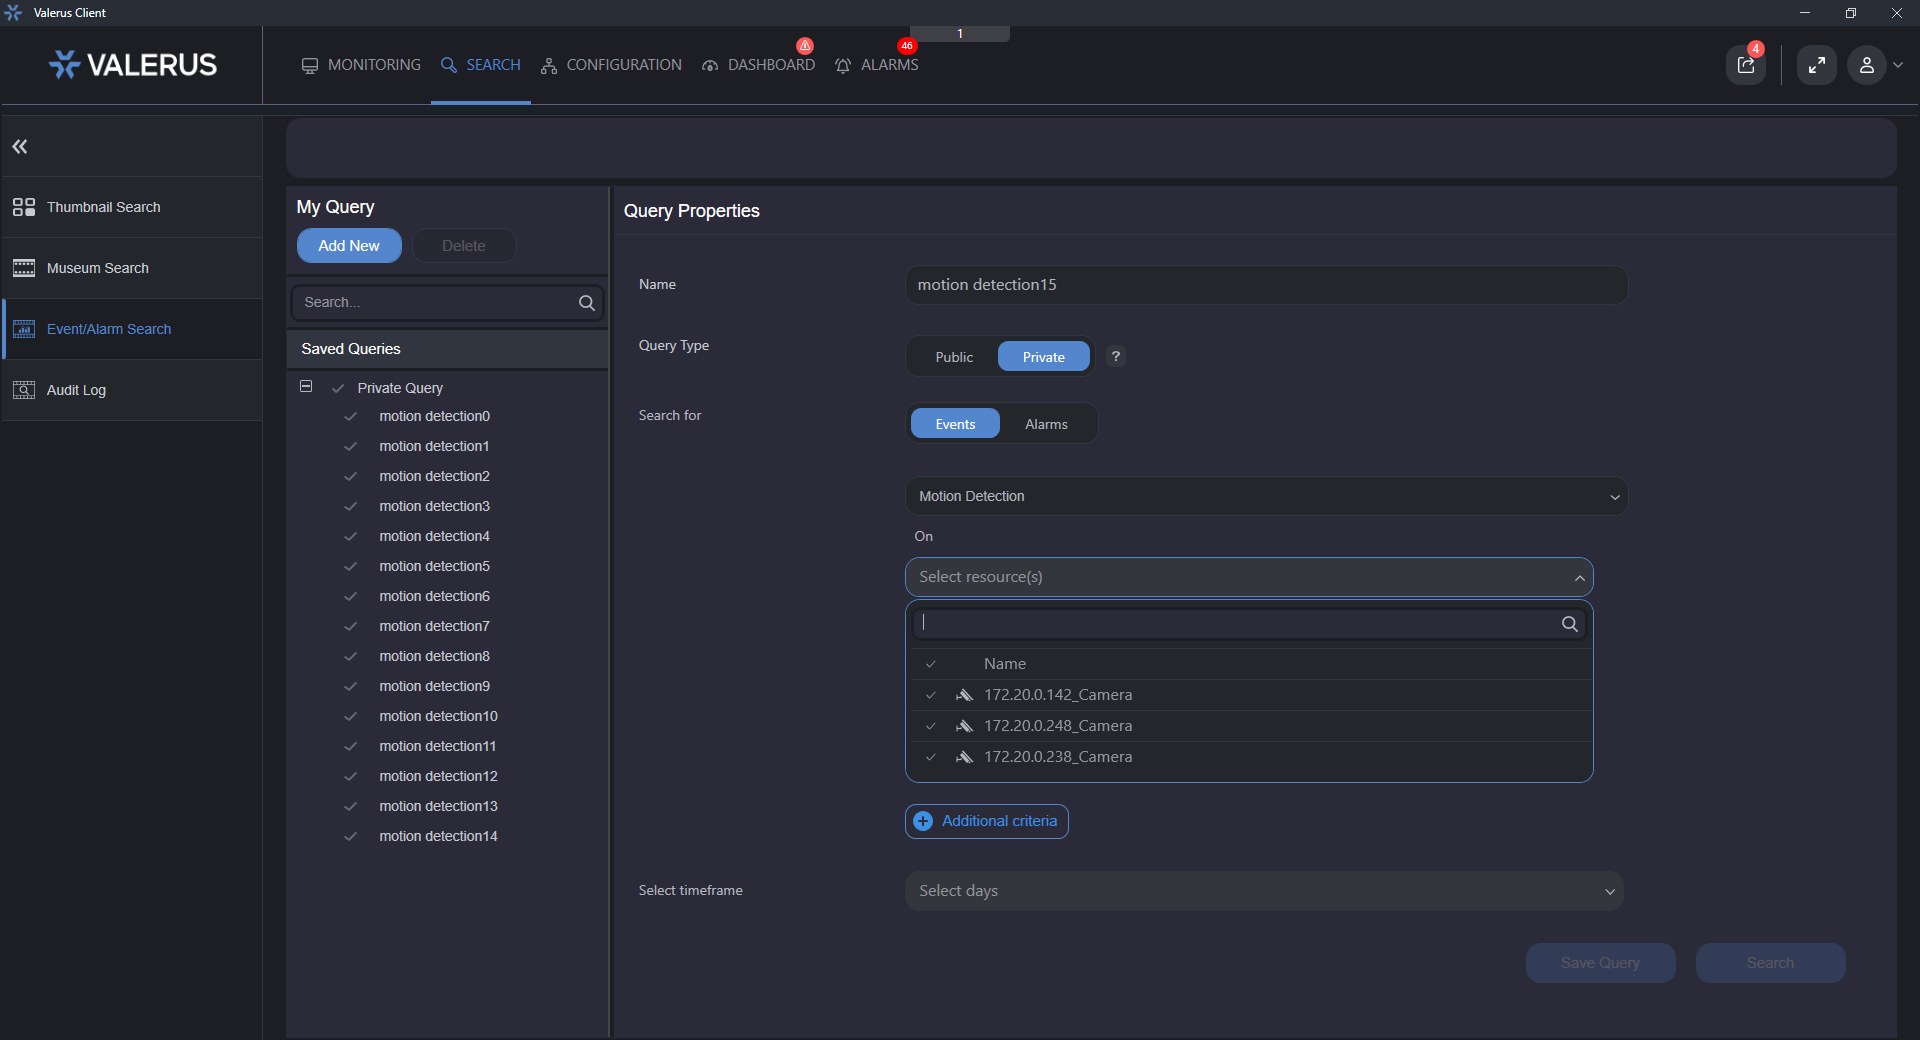 Valerus Client
1
VALERUS
MONITORING
SEARCH
CONFIGURATION
DASHBOARD
46
ALARMS
4
Thumbnail Search
Museum Search
Event/Alarm Search
Audit Log
My Query
Add New
Delete
Search...
Saved Queries
Private Query
motion detection0
motion detection1
motion detection2
motion detection3
motion detection4
motion detection5
motion detection6
motion detection7
motion detection8
motion detection9
motion detection10
motion detection11
motion detection12
motion detection13
motion detection14
Query Properties
Name
motion detection15
Query Type
Public
Private
?
Search for
Events
Alarms
Motion Detection
On
Select resource(s)
Name
172.20.0.142_Camera
172.20.0.248_Camera
172.20.0.238_Camera
Additional criteria
Select timeframe
Select days
Save Query
Search